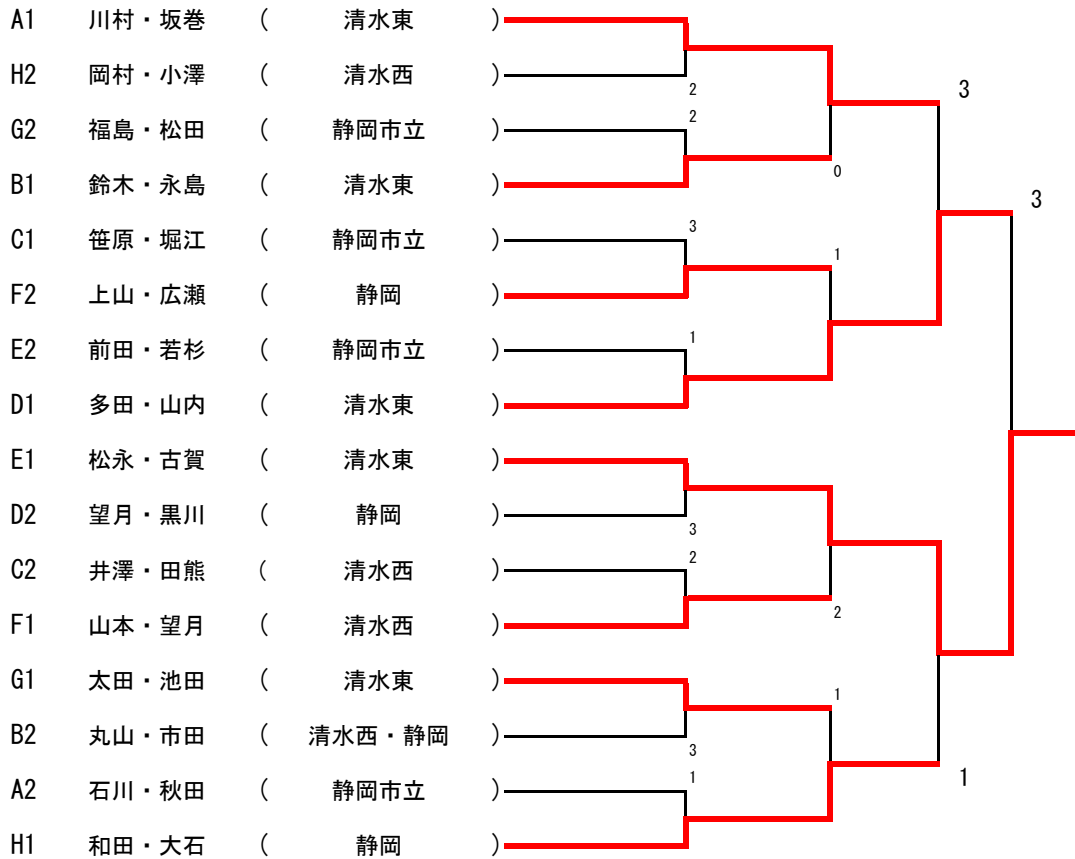 A1 川村・坂巻 ( 清水東 )
H2 岡村・小澤 ( 清水西 ) 2
G2 福島・松田 ( 静岡市立 ) 2
B1 鈴木・永島 ( 清水東 ) 0
C1 笹原・堀江 ( 静岡市立 ) 3
F2 上山・広瀬 ( 静岡 ) 1
E2 前田・若杉 ( 静岡市立 ) 1
D1 多田・山内 ( 清水東 )
3
3
E1 松永・古賀 ( 清水東 )
D2 望月・黒川 ( 静岡 ) 3
C2 井澤・田熊 ( 清水西 ) 2
F1 山本・望月 ( 清水西 ) 2
G1 太田・池田 ( 清水東 ) 1
B2 丸山・市田 ( 清水西・静岡 ) 3
A2 石川・秋田 ( 静岡市立 ) 1
H1 和田・大石 ( 静岡 )
1